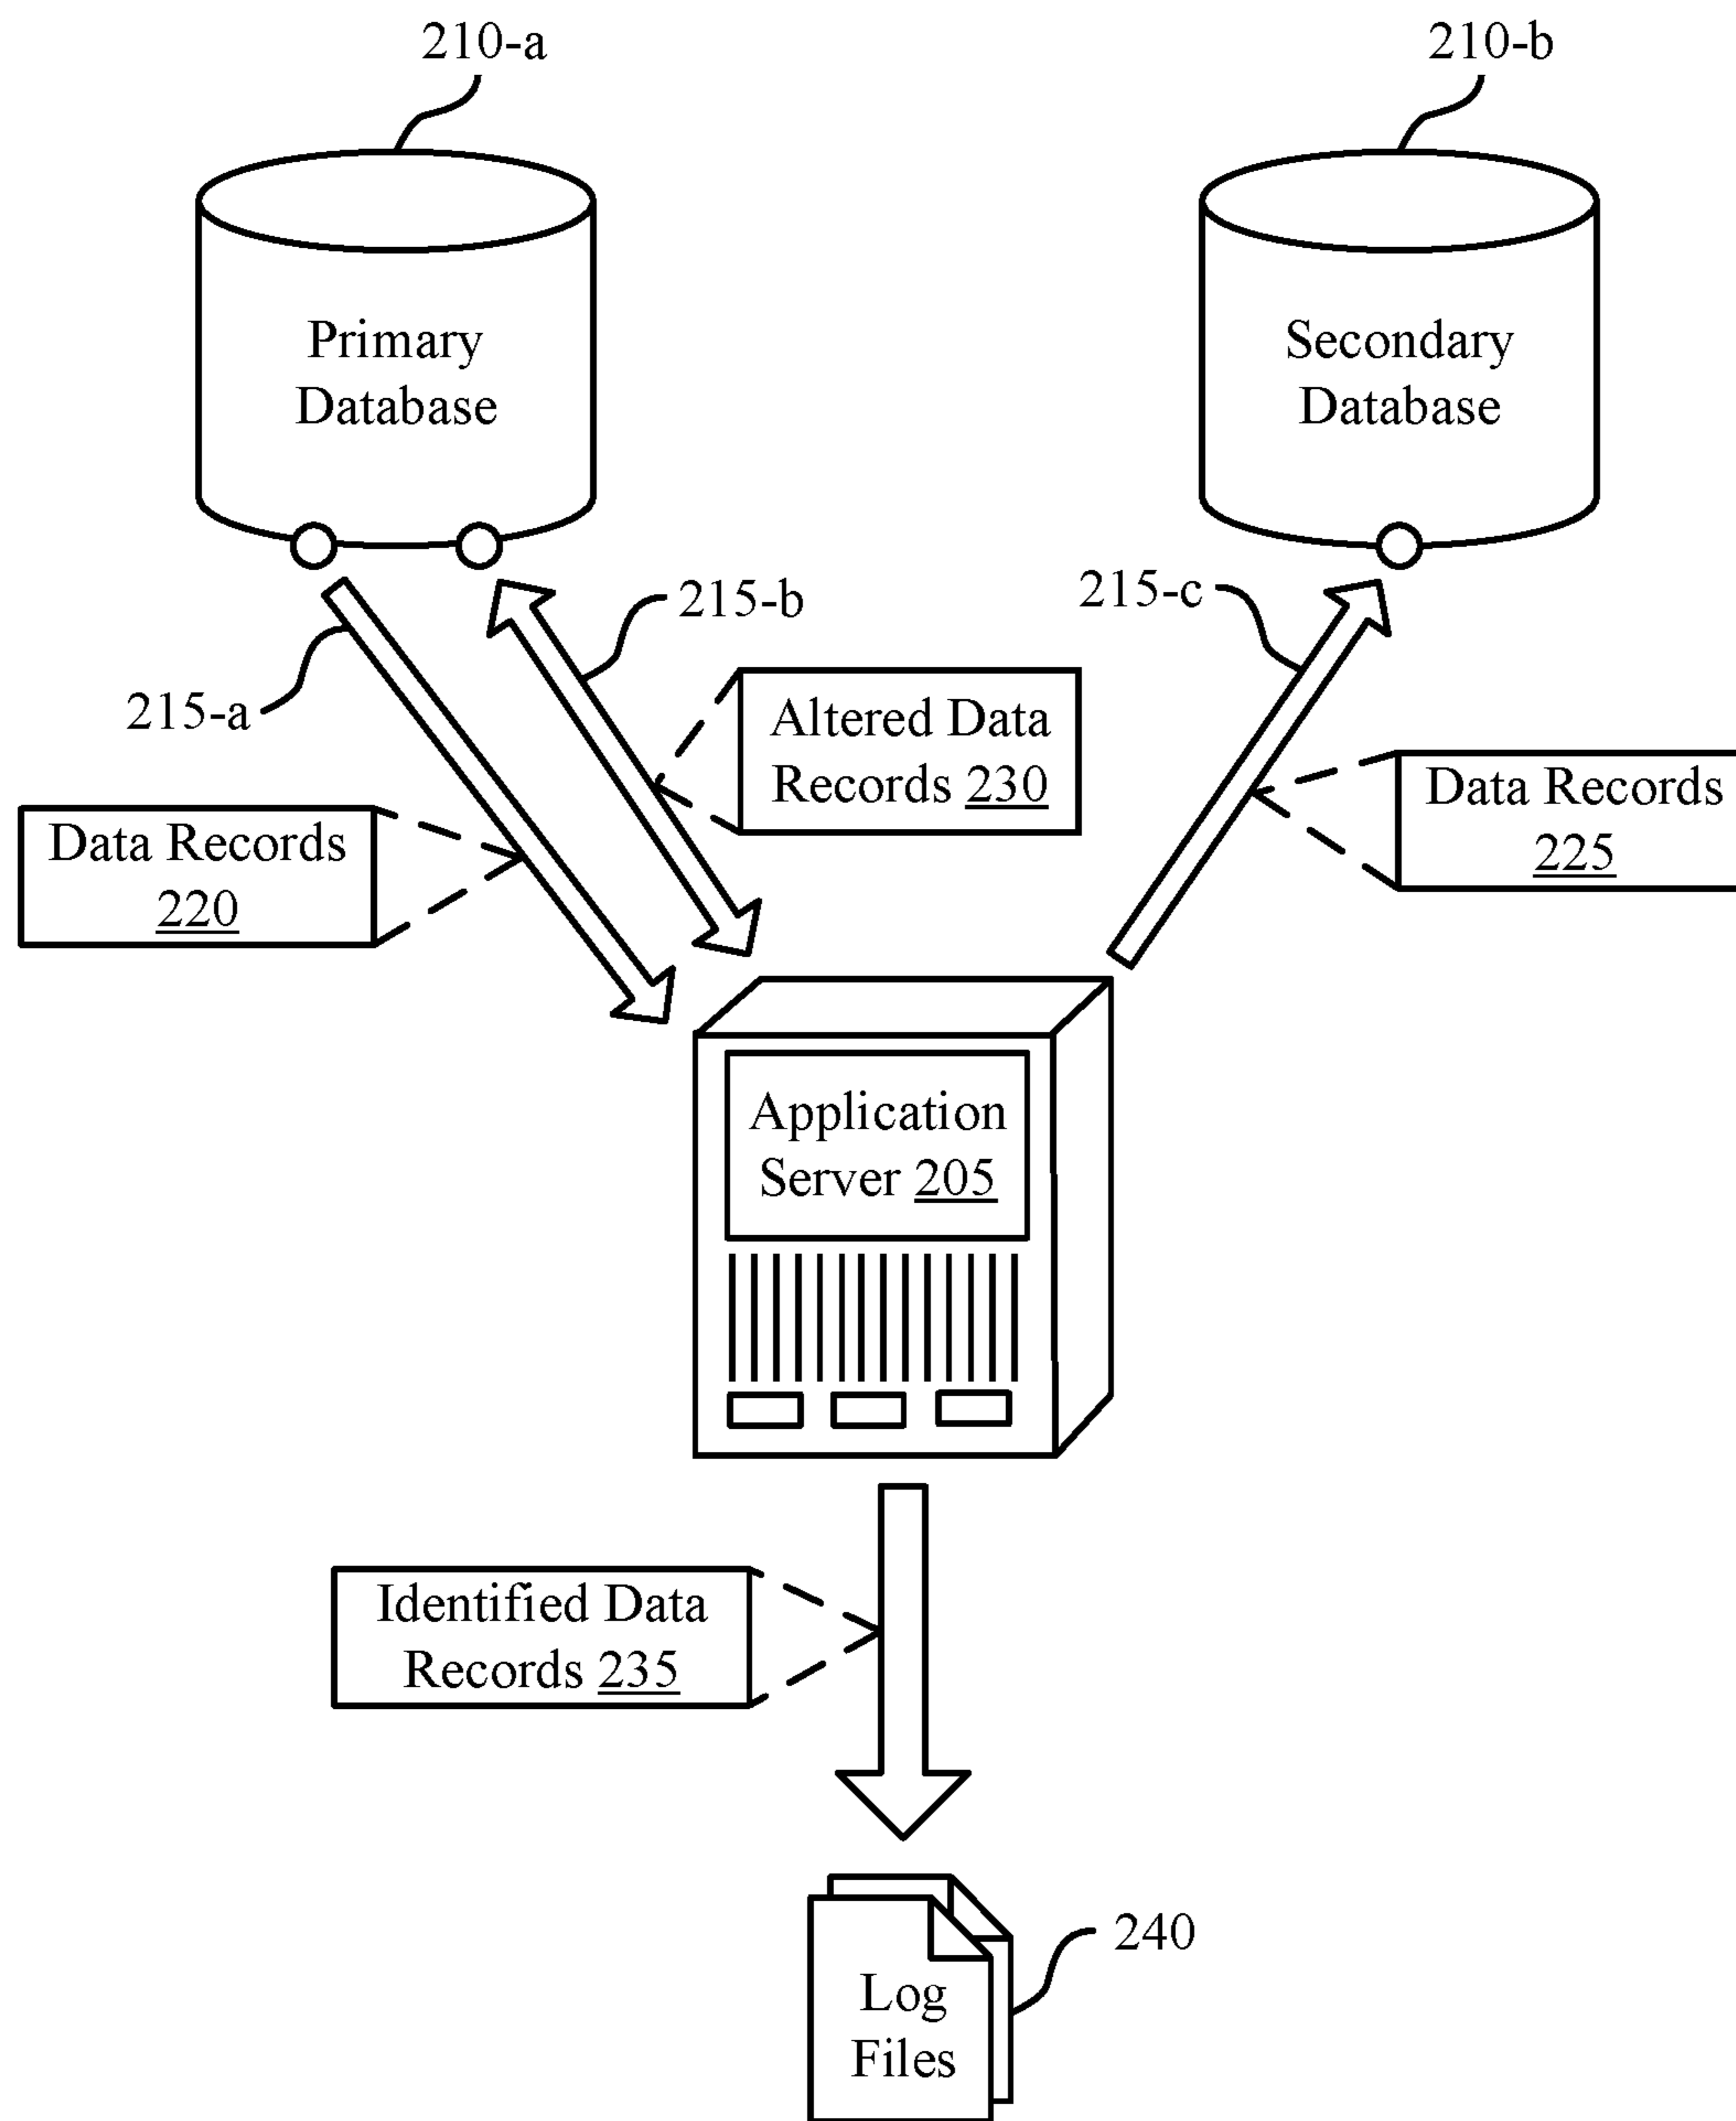 210-a
210-b
Primary
Database
Secondary
Database
215-b
215-c
215-a
Altered Data
Records 230
Data Records
225
Data Records
220
Application
Server 205
Identified Data
Records 235
240
Log
Files